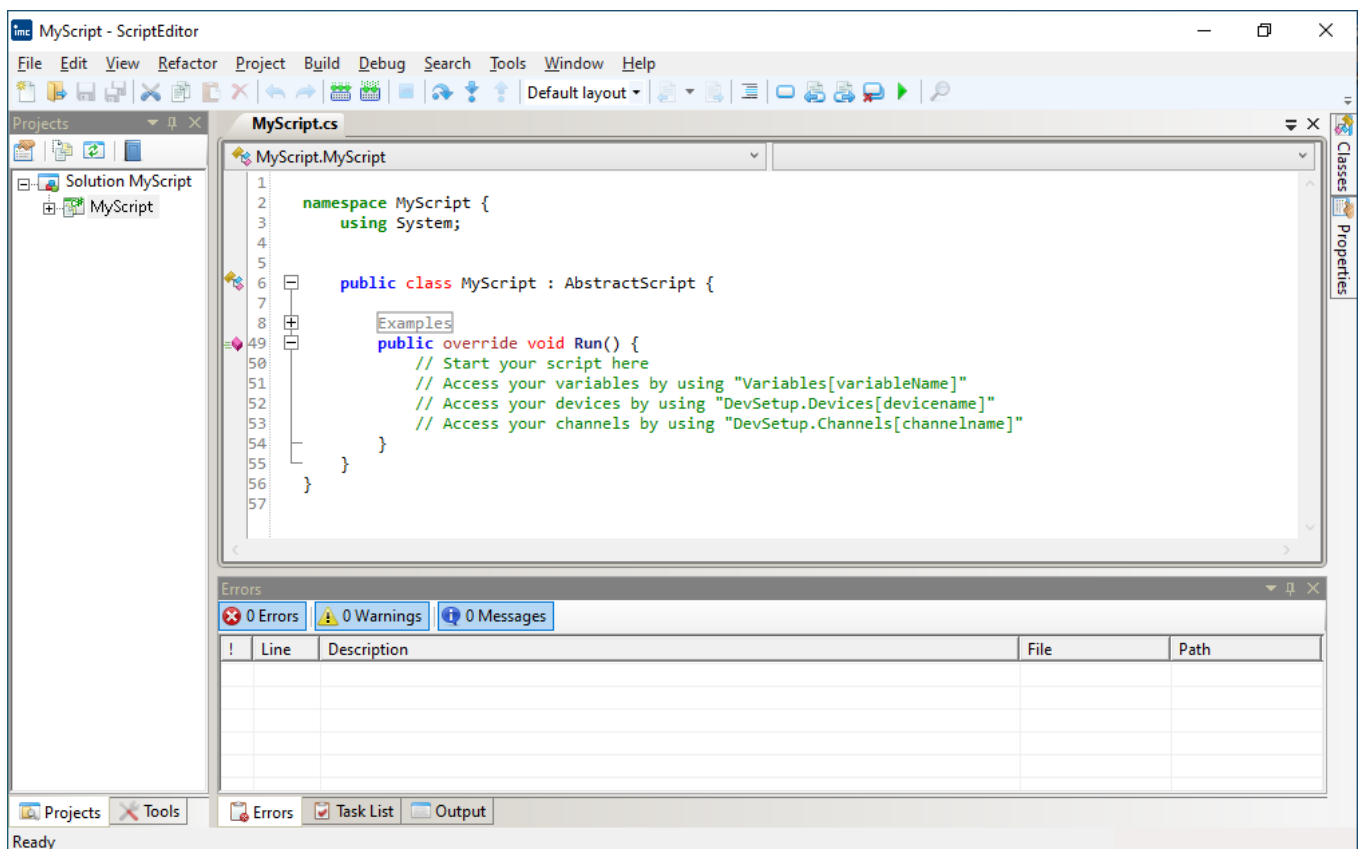 imc MyScript - ScriptEditor
File Edit View Refactor Project Build Debug Search Tools Window Help
Default layout
Projects
MyScript.cs
MyScript.MyScript
Solution MyScript
MyScript
1
2 namespace MyScript {
3 using System;
4
5
6 public class MyScript : AbstractScript {
7
8 Examples
49 public override void Run() {
50 // Start your script here
51 // Access your variables by using "Variables[variableName]"
52 // Access your devices by using "DevSetup.Devices[devicename]"
53 // Access your channels by using "DevSetup.Channels[channelname]"
54 }
55 }
56 }
57
Classes
Properties
Errors
0 Errors 0 Warnings 0 Messages
! Line Description File Path
Projects Tools Errors Task List Output
Ready